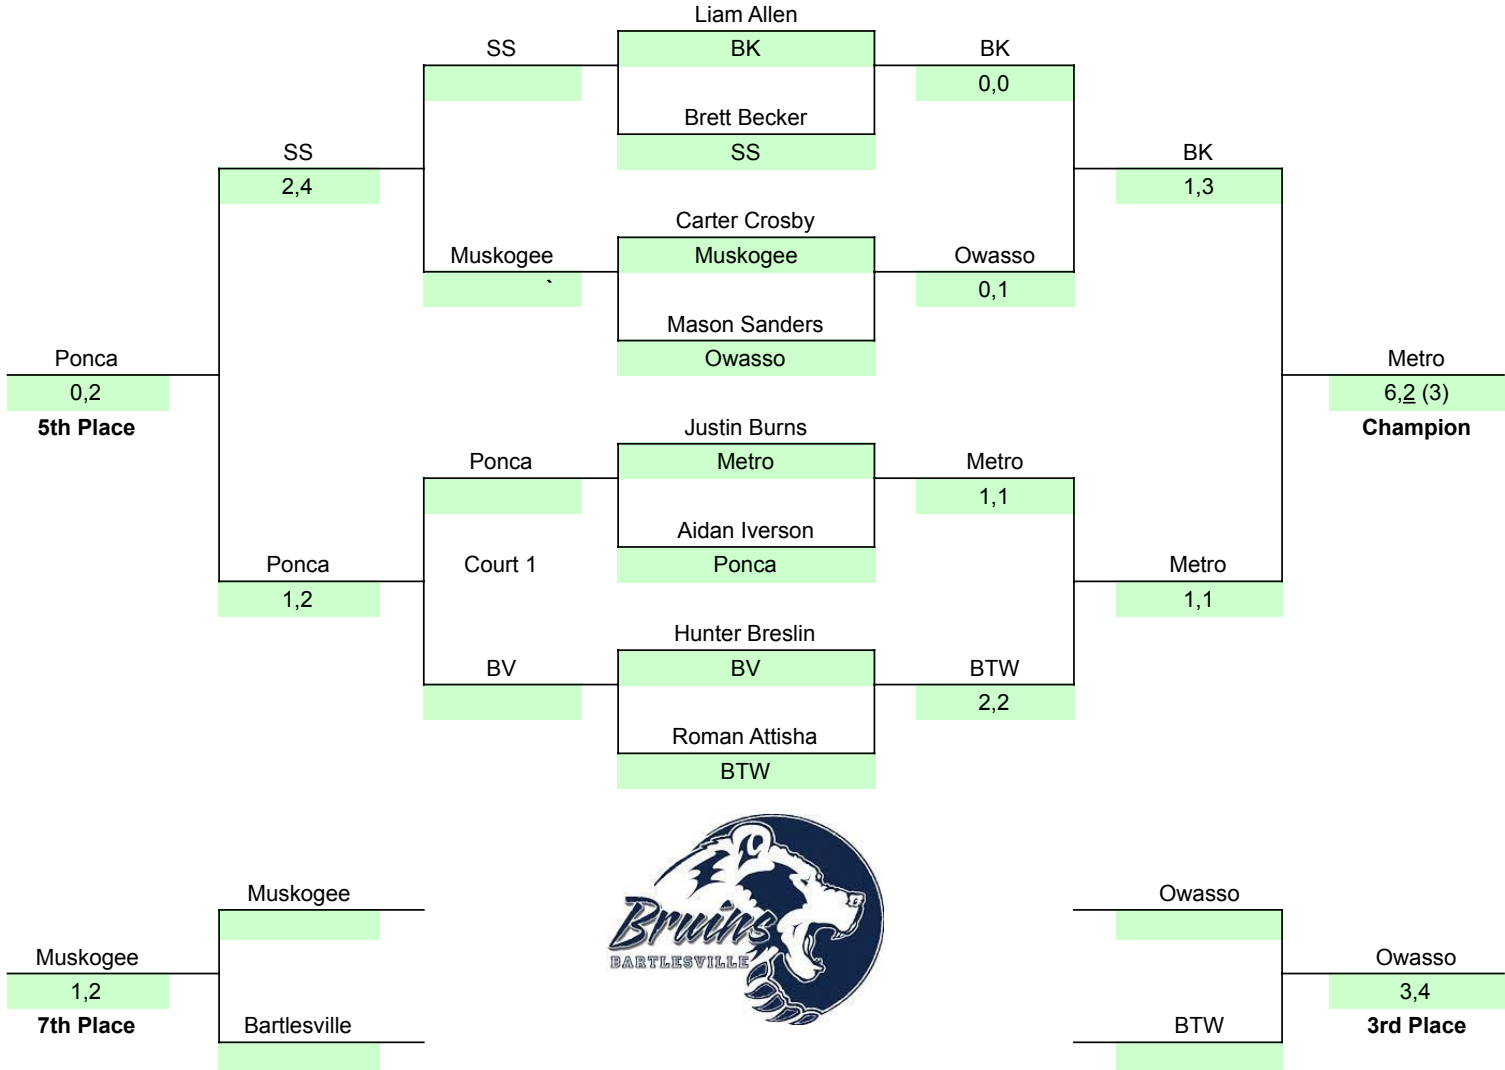 Liam Allen
SS BK BK
0,0
Brett Becker
SS SS BK
2,4 1,3
Carter Crosby
Muskogee Muskogee Owasso
` 0,1
Mason Sanders
Ponca Owasso Metro
0,2 6,2 (3)
5th Place Justin Burns Champion
Ponca Metro Metro
1,1
Aidan Iverson
Ponca Court 1 Ponca Metro
1,2 1,1
Hunter Breslin
BV BV BTW
2,2
Roman Attisha
BTW
Muskogee Owasso
Bruins
BARTLESVILLE
Muskogee Owasso
1,2 3,4
7th Place Bartlesville BTW 3rd Place